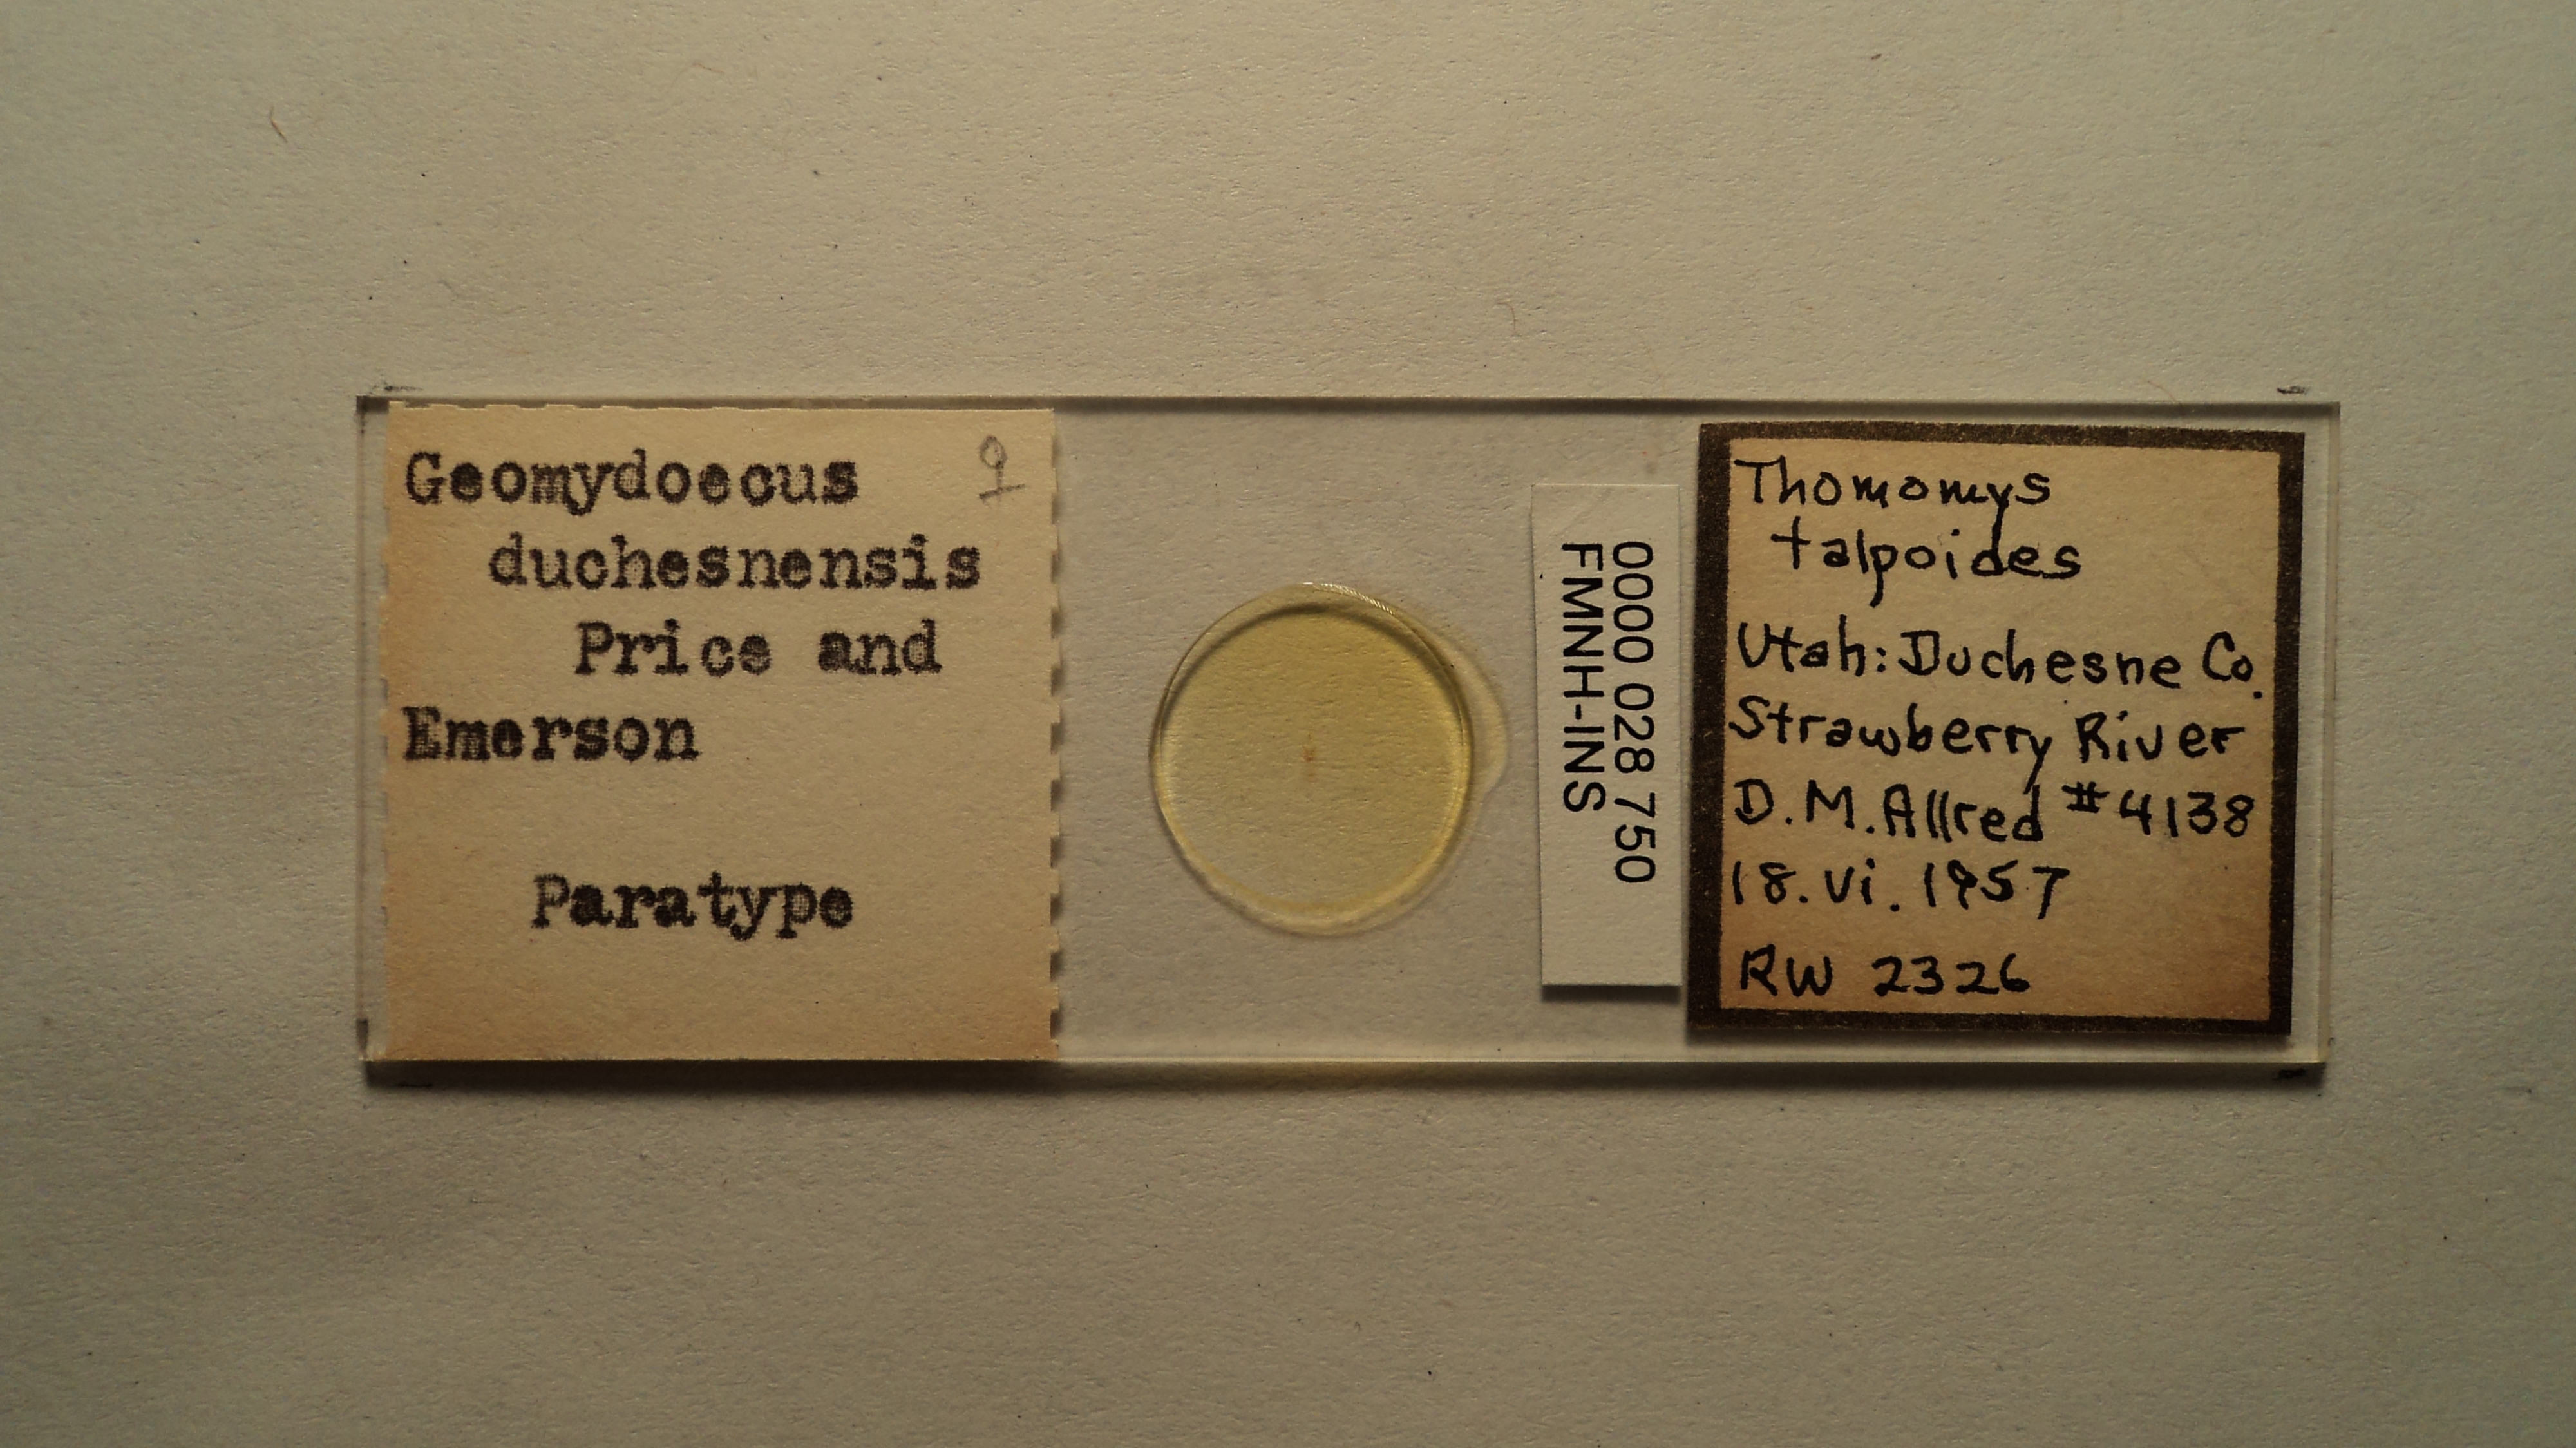 Geomydoecus ♀
duchesnensis
Price and
Emerson
Paratype
0000 028 750
FMNH-INS
Thomomys
talpoides
Utah: Duchesne Co.
Strawberry River
D. M. Allred #4138
18. vi. 1957
RW 2326